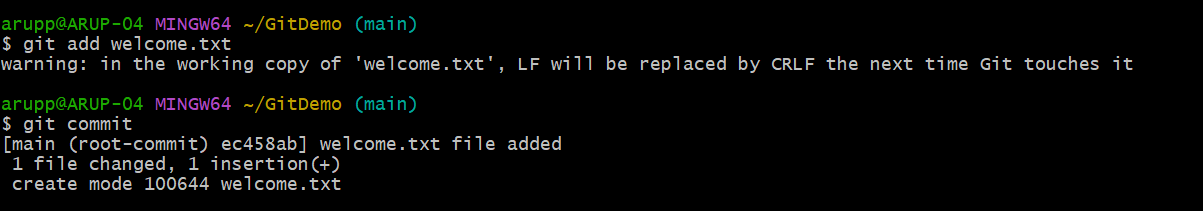 arupp@ARUP-04 MINGW64 ~/GitDemo (main)
$ git add welcome.txt
warning: in the working copy of 'welcome.txt', LF will be replaced by CRLF the next time Git touches it
arupp@ARUP-04 MINGW64 ~/GitDemo (main)
$ git commit
[main (root-commit) ec458ab] welcome.txt file added
 1 file changed, 1 insertion(+)
 create mode 100644 welcome.txt